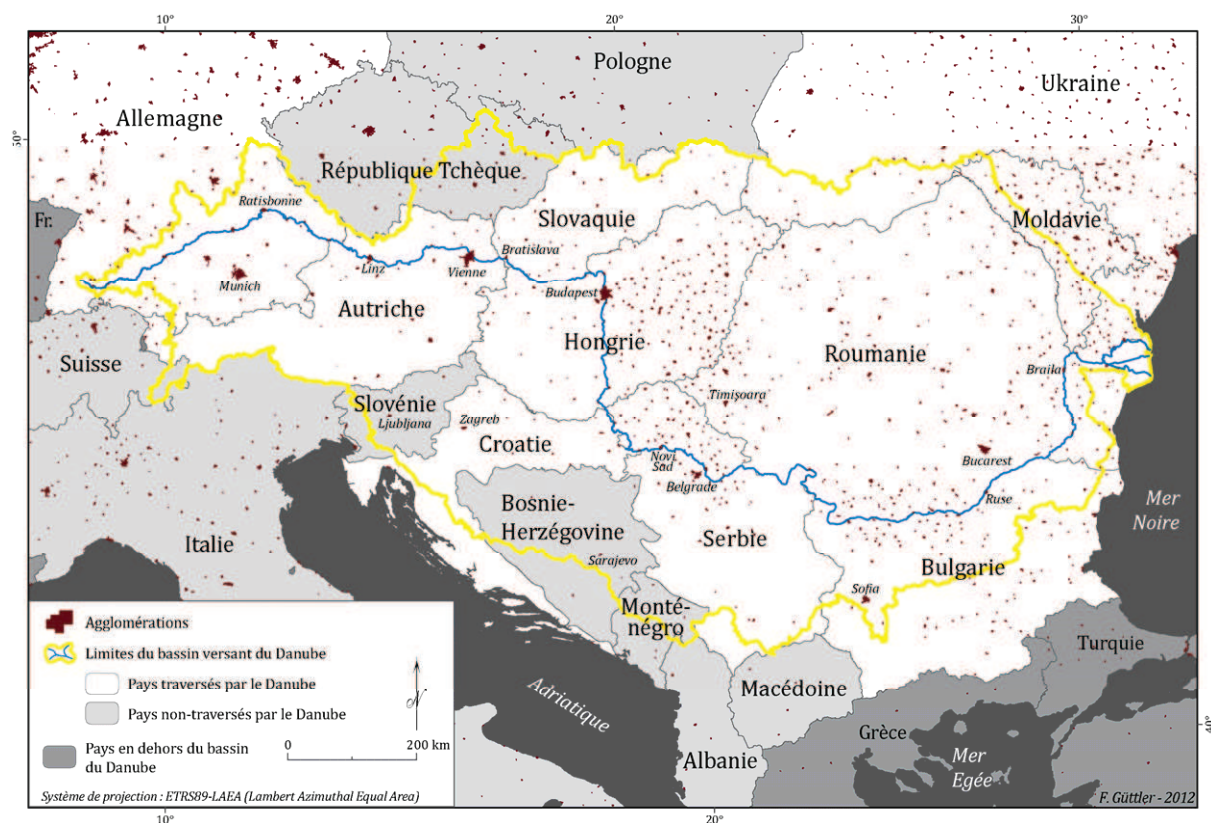 10°
20°
30°
Pologne
Ukraine
Allemagne
50°
République Tchèque
Ratisbonne
Slovaquie
Moldavie
Fr.
Bratislava
Linz
Vienne
Munich
Budapest
Autriche
Hongrie
Roumanie
Suisse
Braila
Timişoara
Slovénie
Ljubljana
Zagreb
Croatie
Novi
Sad
Bucarest
Belgrade
Ruse
Mer
Noire
Bosnie-
Herzégovine
Serbie
Italie
Sarajevo
Bulgarie
Sofia
Monté-
négro
Turquie
Macédoine
Adriatique
Grèce
40°
Mer
Egée
Albanie
Agglomérations
Limites du bassin versant du Danube
Pays traversés par le Danube
Pays non-traversés par le Danube
Pays en dehors du bassin
du Danube
N
0
200 km
Système de projection : ETRS89-LAEA (Lambert Azimuthal Equal Area)
F. Güttler - 2012
10°
20°